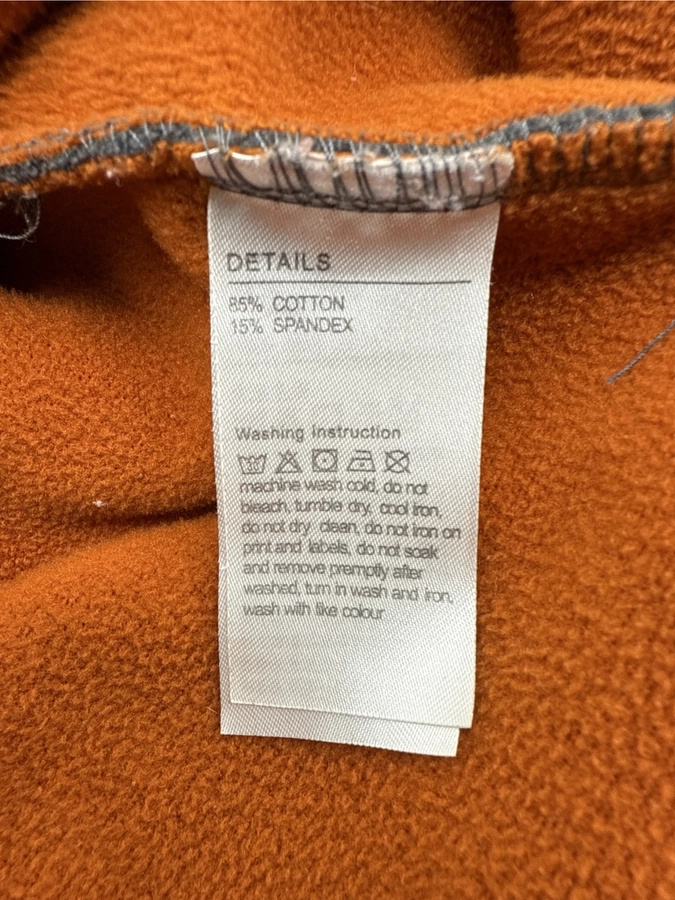 DETAILS
85% COTTON
15% SPANDEX
Washing instruction
machine wash cold, do not
bleach, tumble dry, cool iron,
do not dry clean, do not iron on
print and labels, do not soak
and remove premptly after
washed, turn in wash and iron,
wash with like colour